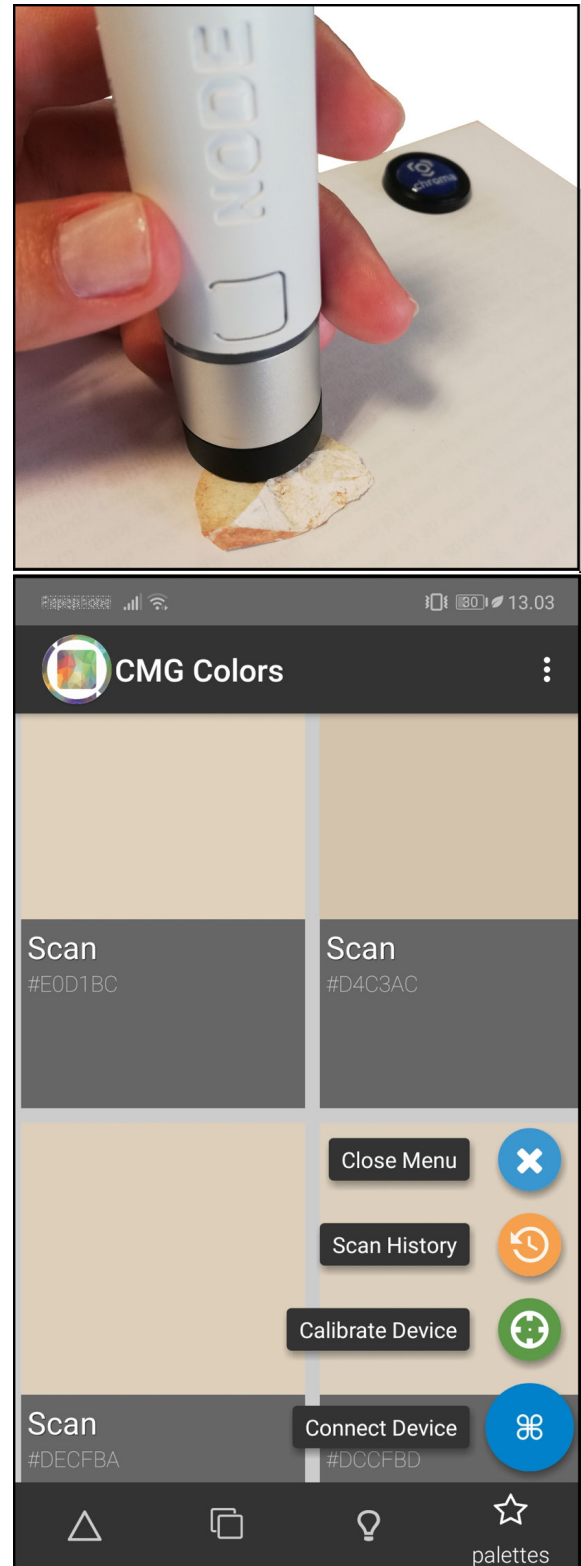 NODE
chroma
30 13.03
CMG Colors
Scan
#E0D1BC
Scan
#D4C3AC
Close Menu
Scan History
Calibrate Device
Scan
#DECFBA
Connect Device
#DCCFBD
palettes